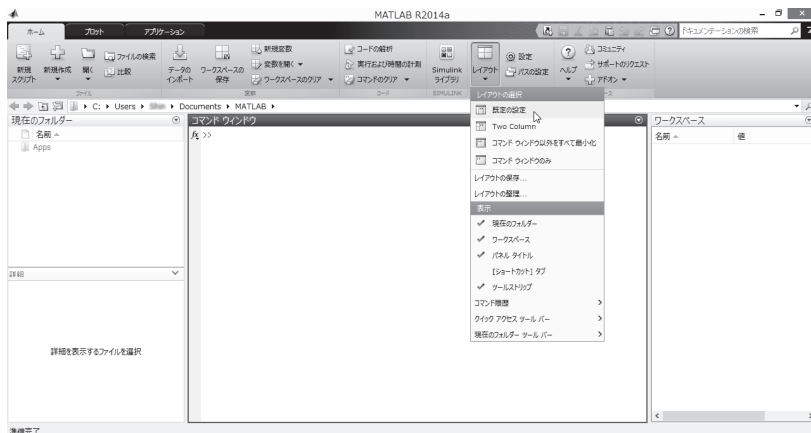 MATLAB R2014a
ホーム プロット アプリケーション
ドキュメンテーションの検索
新規スクリプト
新規作成
開く
ファイルの検索
比較
データのインポート
ワークスペースの保存
新規変数
変数を開く
ワークスペースのクリア
コードの解析
実行および時間の計測
コマンドのクリア
Simulink ライブラリ
レイアウト
設定
パスの設定
ヘルプ
コミュニティ
サポートのリクエスト
アドオン
ファイル 変数 コード SIMULINK
C: Users Documents MATLAB
現在のフォルダー
名前
Apps
詳細
詳細を表示するファイルを選択
コマンド ウィンドウ
fx >>
レイアウトの選択
既定の設定
Two Column
コマンド ウィンドウ以外をすべて最小化
コマンド ウィンドウのみ
レイアウトの保存...
レイアウトの整理...
表示
現在のフォルダー
ワークスペース
パネル タイトル
[ショートカット] タブ
ツールストリップ
コマンド履歴
クイック アクセス ツール バー
現在のフォルダー ツール バー
ワークスペース
名前 値
準備完了